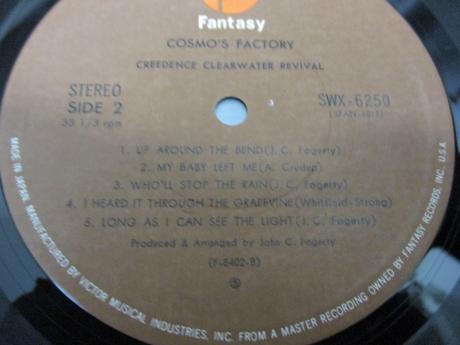 Fantasy
COSMO'S FACTORY
CREEDENCE CLEARWATER REVIVAL
STEREO
SIDE 2
33 1/3 rpm
SWX-6250
1. UP AROUND THE BEND(J. C. Fogerty)
2. MY BABY LEFT ME(A. Crudup)
3. WHO'LL STOP THE RAIN(J. C. Fogerty)
4. I HEARD IT THROUGH THE GRAPEVINE(Whitfield-Strong)
5. LONG AS I CAN SEE THE LIGHT(J. C. Fogerty)
Produced & Arranged by John C. Fogerty
(F-8402-B)
MADE IN JAPAN. MANUFACTURED BY VICTOR MUSICAL INDUSTRIES, INC. FROM A MASTER RECORDING OWNED BY FANTASY RECORDS, INC. U.S.A.